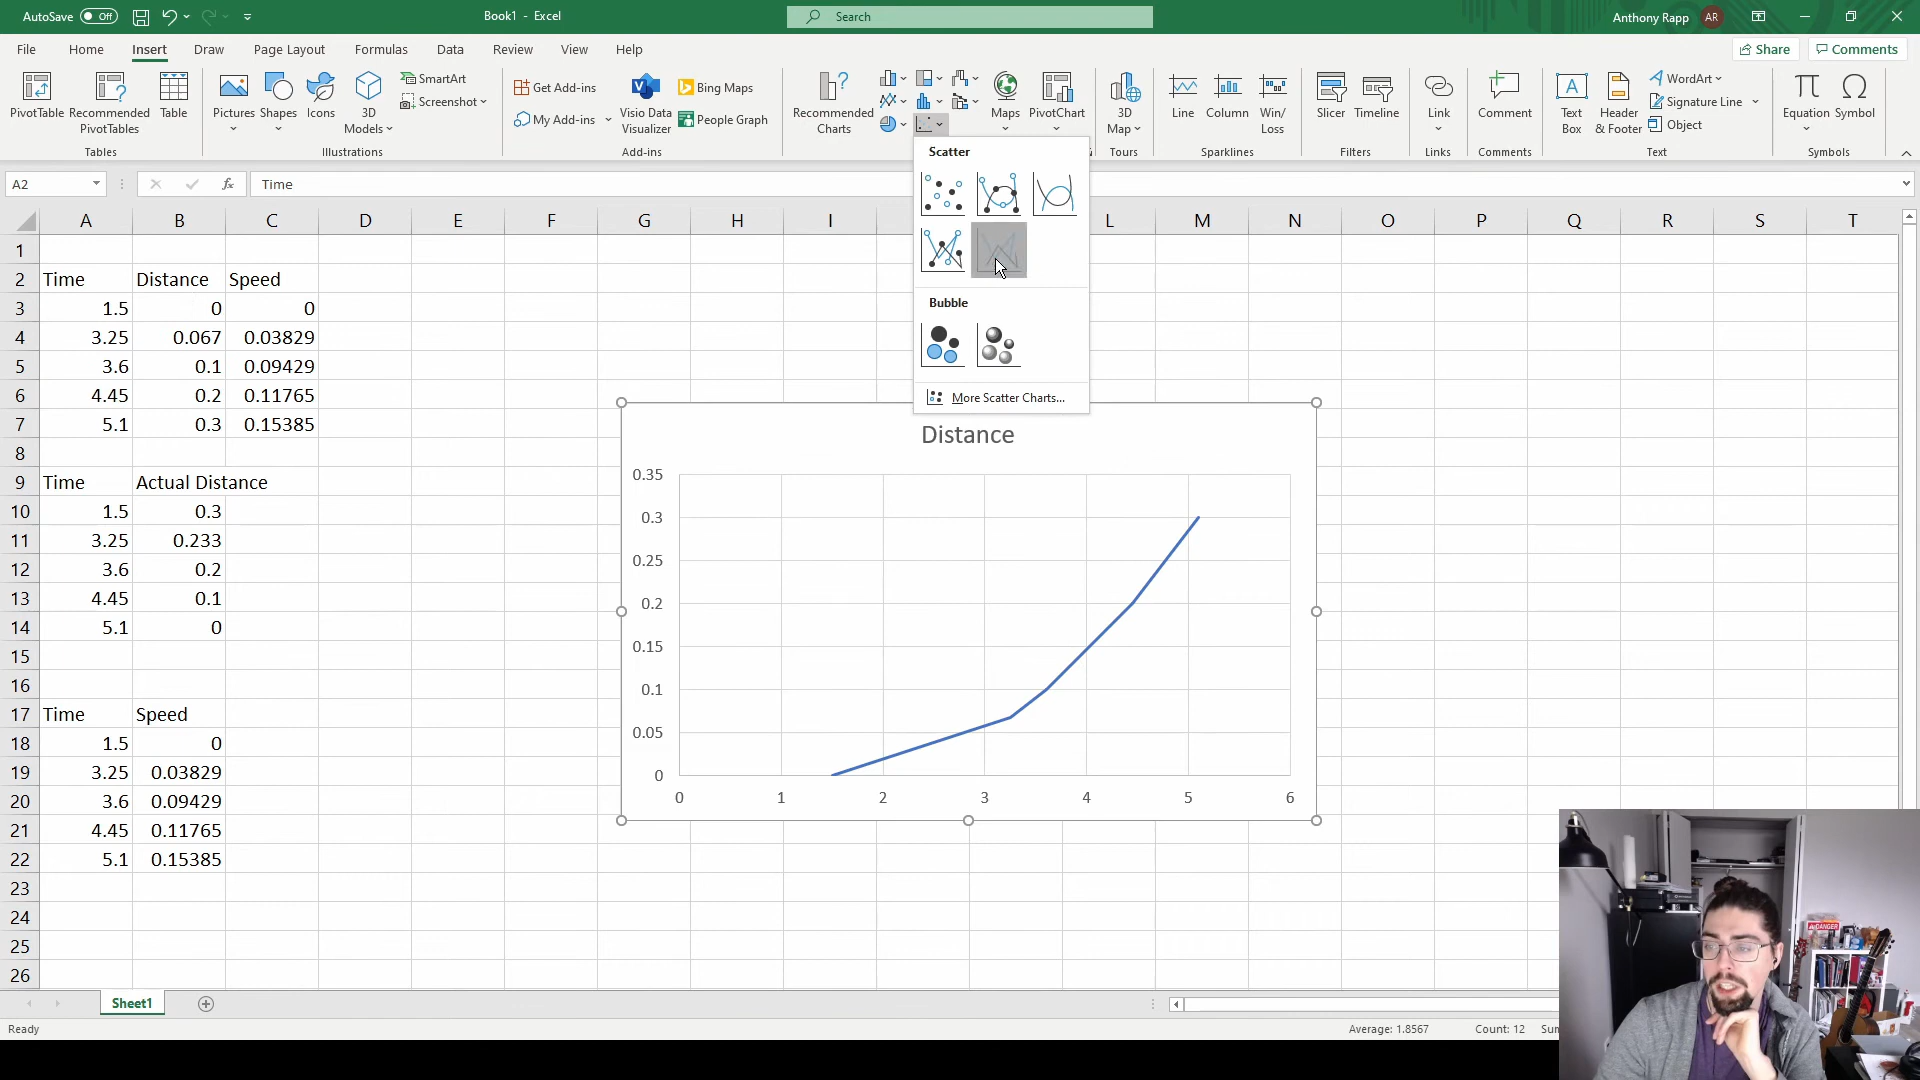 AutoSave Off
Book1 - Excel
Search
Anthony Rapp AR
File Home Insert Draw Page Layout Formulas Data Review View Help
Share Comments
PivotTable Recommended PivotTables Table
Tables
Pictures Shapes Icons 3D Models
SmartArt
Screenshot
Illustrations
Get Add-ins
My Add-ins
Visio Data Visualizer
Bing Maps
People Graph
Add-ins
Recommended Charts
Maps PivotChart
3D Map
Tours
Line Column Win/ Loss
Sparklines
Slicer Timeline
Filters
Link
Links
Comment
Comments
Text Box Header & Footer
WordArt
Signature Line
Object
Text
Equation Symbol
Symbols
A2 fx Time
Scatter
Bubble
More Scatter Charts...
A B C D E F G H I L M N O P Q R S T
1
2 Time Distance Speed
3 1.5 0 0
4 3.25 0.067 0.03829
5 3.6 0.1 0.09429
6 4.45 0.2 0.11765
7 5.1 0.3 0.15385
8
9 Time Actual Distance
10 1.5 0.3
11 3.25 0.233
12 3.6 0.2
13 4.45 0.1
14 5.1 0
15
16
17 Time Speed
18 1.5 0
19 3.25 0.03829
20 3.6 0.09429
21 4.45 0.11765
22 5.1 0.15385
23
24
25
26
Distance
0.35
0.3
0.25
0.2
0.15
0.1
0.05
0
0 1 2 3 4 5 6
DANGER
Sheet1
Ready
Average: 1.8567 Count: 12